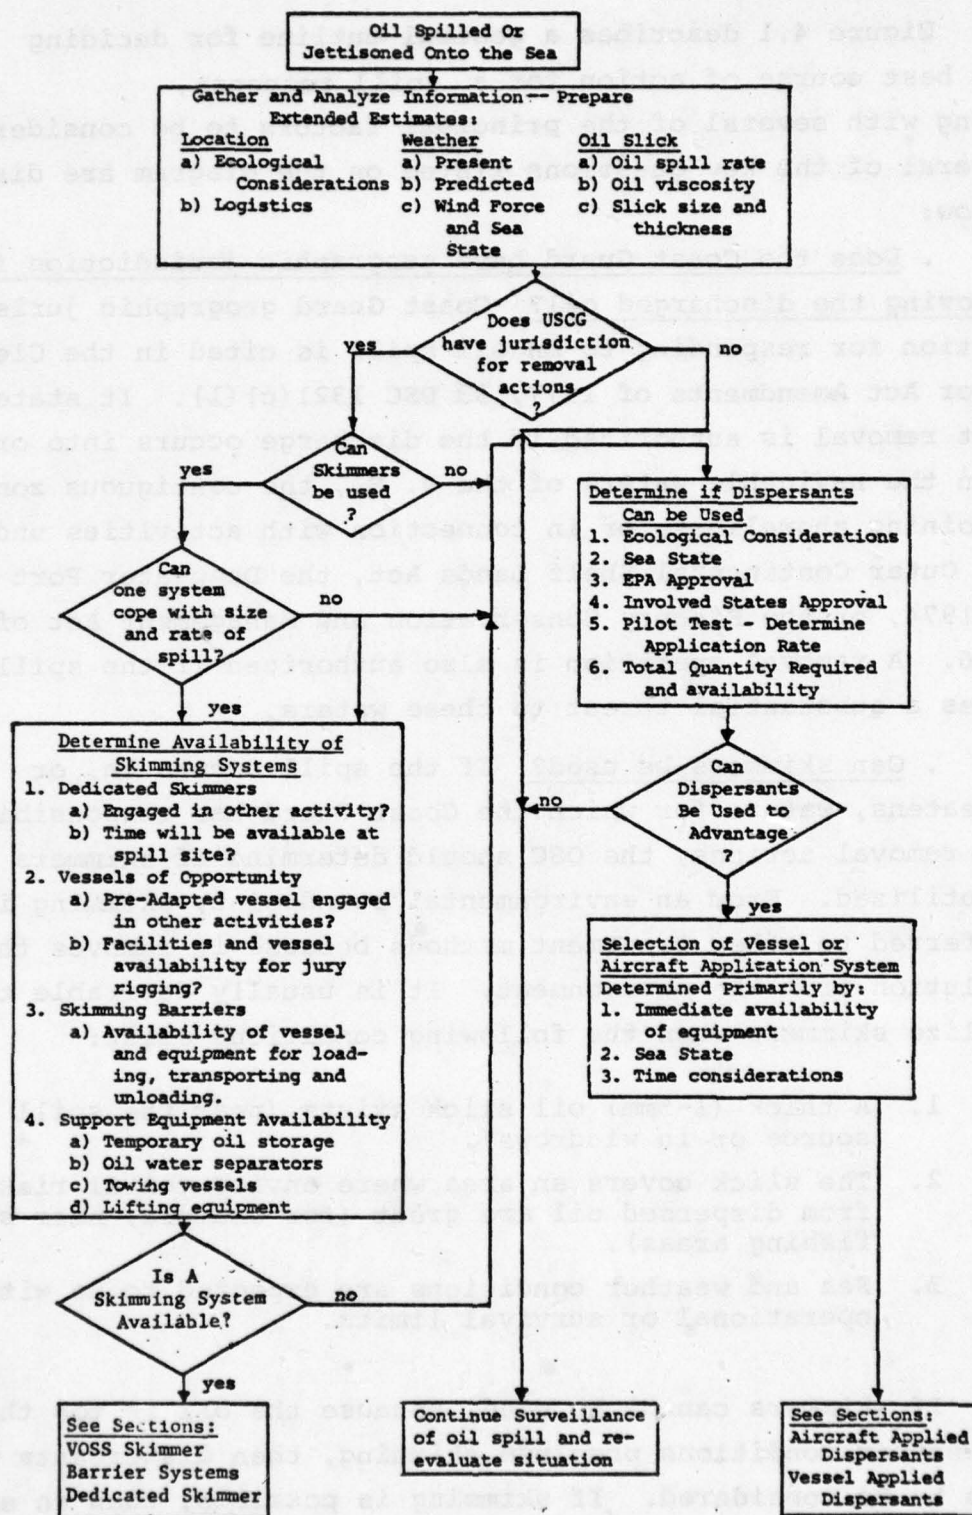 Oil Spilled Or
Jettisoned Onto the Sea
Gather and Analyze Information — Prepare
Extended Estimates:
Location
a) Ecological
Considerations
b) Logistics
Weather
a) Present
b) Predicted
c) Wind Force
and Sea
State
Oil Slick
a) Oil spill rate
b) Oil viscosity
c) Slick size and
thickness
Does USCG
have jurisdiction
for removal
actions
?
yes
no
Can
Skimmers
be used
?
yes
no
Can
one system
cope with size
and rate of
spill?
no
yes
Determine if Dispersants
Can be Used
1. Ecological Considerations
2. Sea State
3. EPA Approval
4. Involved States Approval
5. Pilot Test - Determine
Application Rate
6. Total Quantity Required
and availability
Determine Availability of
Skimming Systems
1. Dedicated Skimmers
a) Engaged in other activity?
b) Time will be available at
spill site?
2. Vessels of Opportunity
a) Pre-Adapted vessel engaged
in other activities?
b) Facilities and vessel
availability for jury
rigging?
3. Skimming Barriers
a) Availability of vessel
and equipment for load-
ing, transporting and
unloading.
4. Support Equipment Availability
a) Temporary oil storage
b) Oil water separators
c) Towing vessels
d) Lifting equipment
Can
Dispersants
Be Used to
Advantage
no
yes
Selection of Vessel or
Aircraft Application System
Determined Primarily by:
1. Immediate availability
of equipment
2. Sea State
3. Time considerations
Is A
Skimming System
Available?
no
yes
See Sections:
VOSS Skimmer
Barrier Systems
Dedicated Skimmer
Continue Surveillance
of oil spill and re-
evaluate situation
See Sections:
Aircraft Applied
Dispersants
Vessel Applied
Dispersants